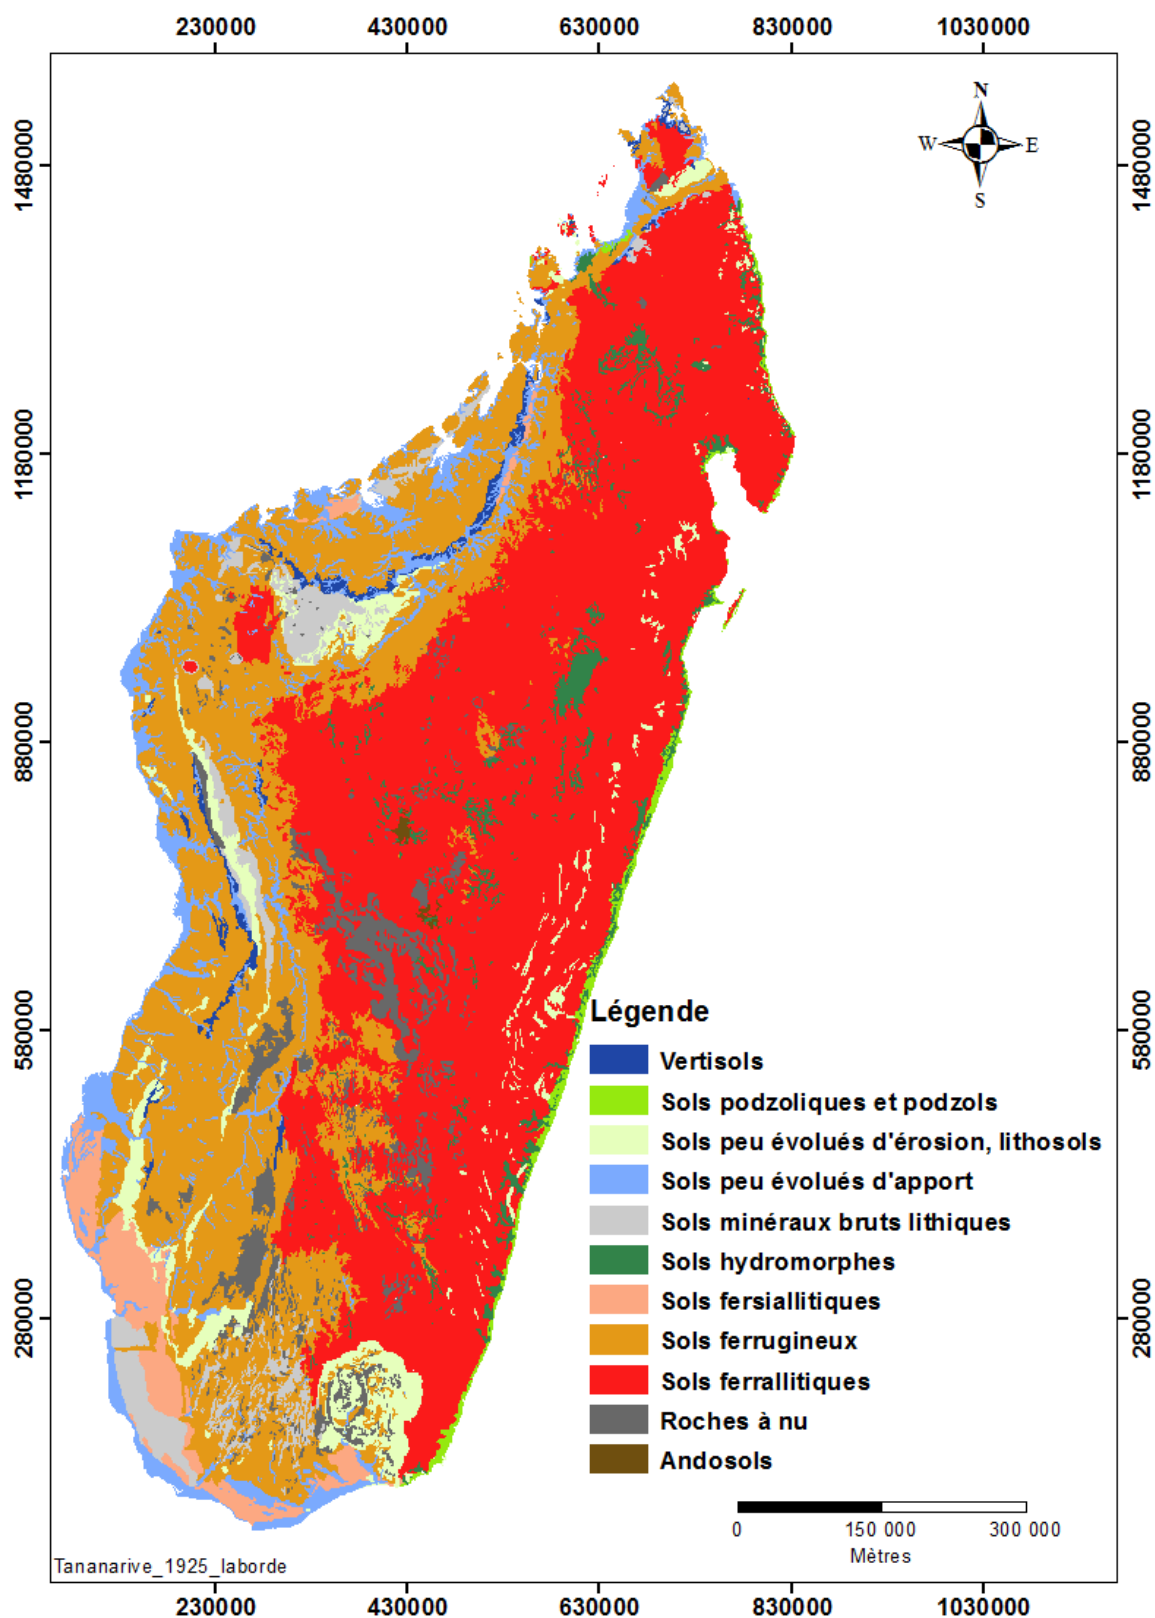 230000 430000 630000 830000 1030000
N
W E
S
1480000 1480000
1180000 1180000
880000 880000
580000 580000
280000 280000
Légende
Vertisols
Sols podzoliques et podzols
Sols peu évolués d'érosion, lithosols
Sols peu évolués d'apport
Sols minéraux bruts lithiques
Sols hydromorphes
Sols fersiallitiques
Sols ferrugineux
Sols ferrallitiques
Roches à nu
Andosols
0 150 000 300 000
Mètres
Tananarive_1925_laborde
230000 430000 630000 830000 1030000